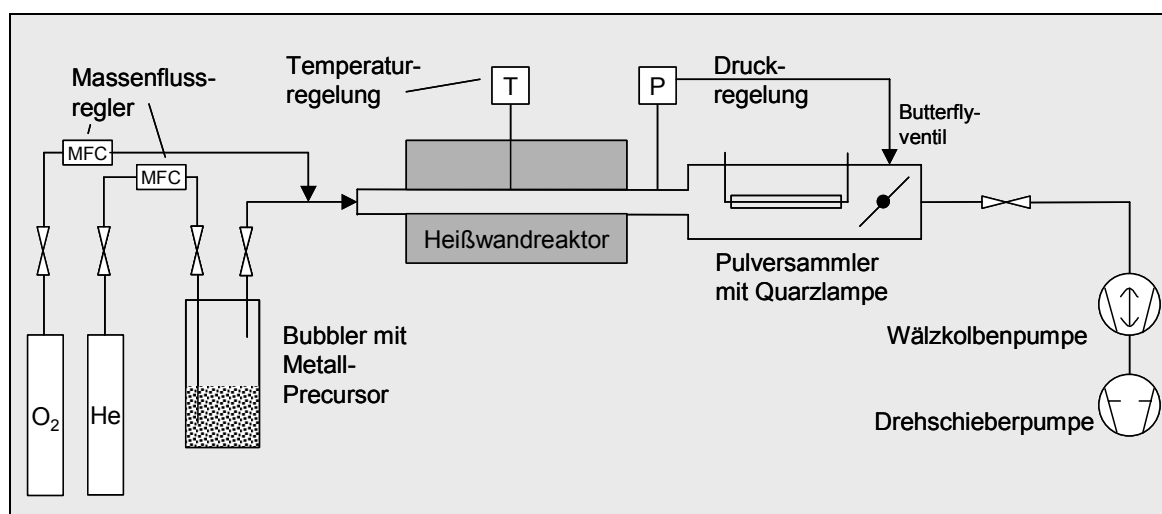 Massenfluss-
regler
MFC
MFC
Temperatur-
regelung
T
P
Druck-
regelung
Butterfly-
ventil
Heißwandreaktor
Pulversammler
mit Quarzlampe
Bubbler mit
Metall-
Precursor
O2
He
Wälzkolbenpumpe
Drehschieberpumpe